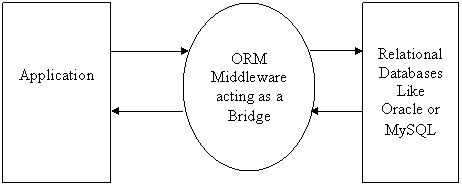 Application
ORM
Middleware
acting as a
Bridge
Relational
Databases
Like
Oracle or
MySQL